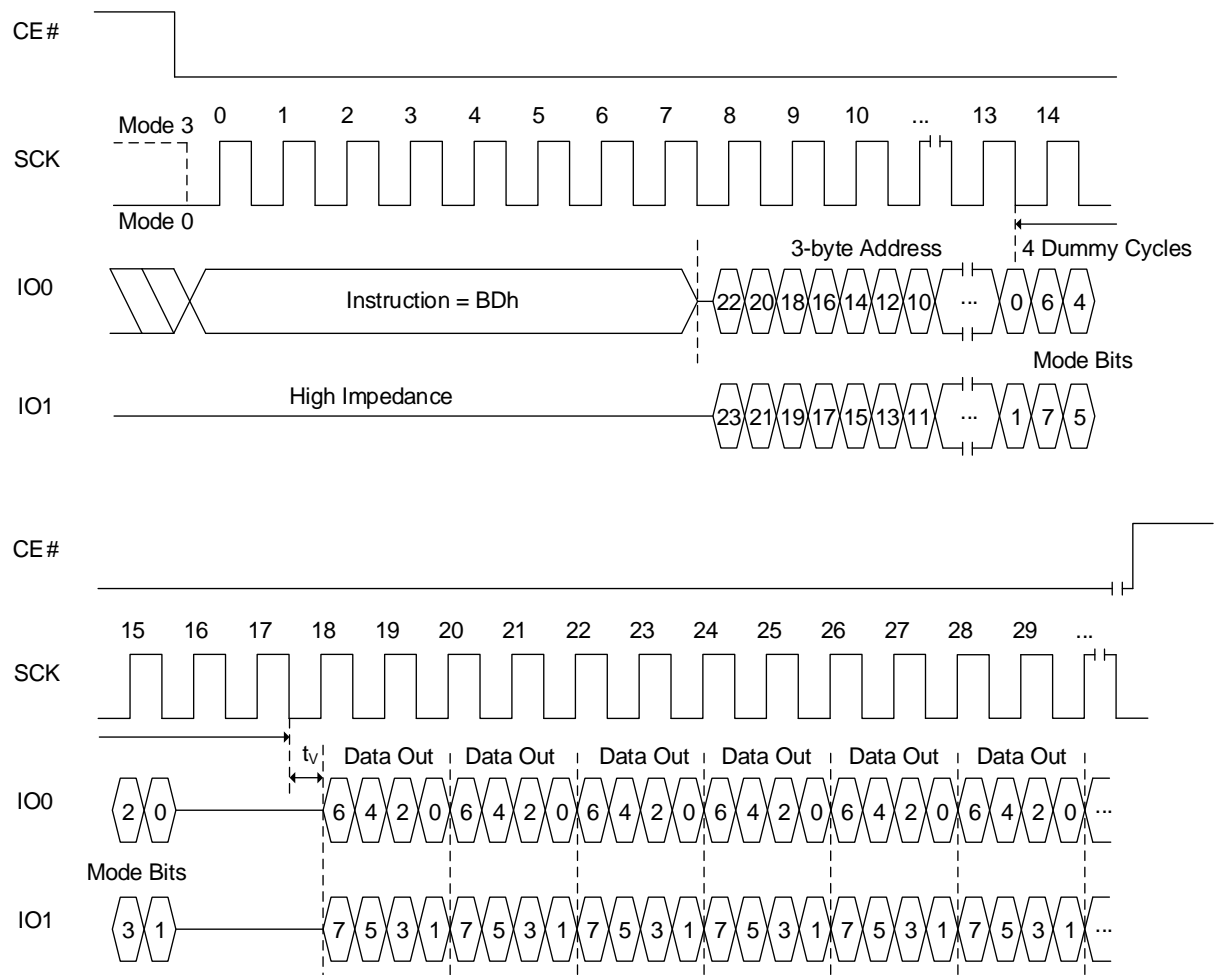 CE#
0 1 2 3 4 5 6 7 8 9 10 ... 13 14
Mode 3
SCK
Mode 0
3-byte Address 4 Dummy Cycles
IO0 Instruction = BDh 22 20 18 16 14 12 10 ... 0 6 4
Mode Bits
High Impedance
IO1 23 21 19 17 15 13 11 ... 1 7 5
CE#
15 16 17 18 19 20 21 22 23 24 25 26 27 28 29 ...
SCK
tV Data Out Data Out Data Out Data Out Data Out Data Out
IO0 2 0 6 4 2 0 6 4 2 0 6 4 2 0 6 4 2 0 6 4 2 0 6 4 2 0 ...
Mode Bits
IO1 3 1 7 5 3 1 7 5 3 1 7 5 3 1 7 5 3 1 7 5 3 1 7 5 3 1 ...